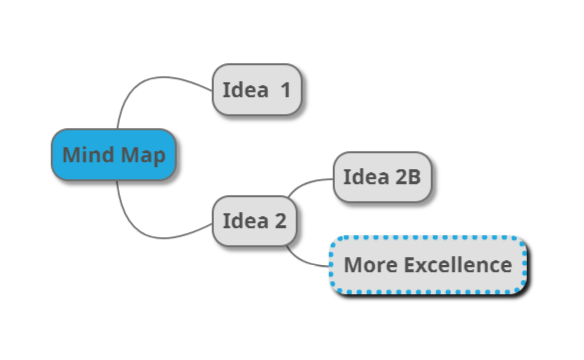 Idea  1
Mind Map
Idea 2B
Idea 2
More Excellence